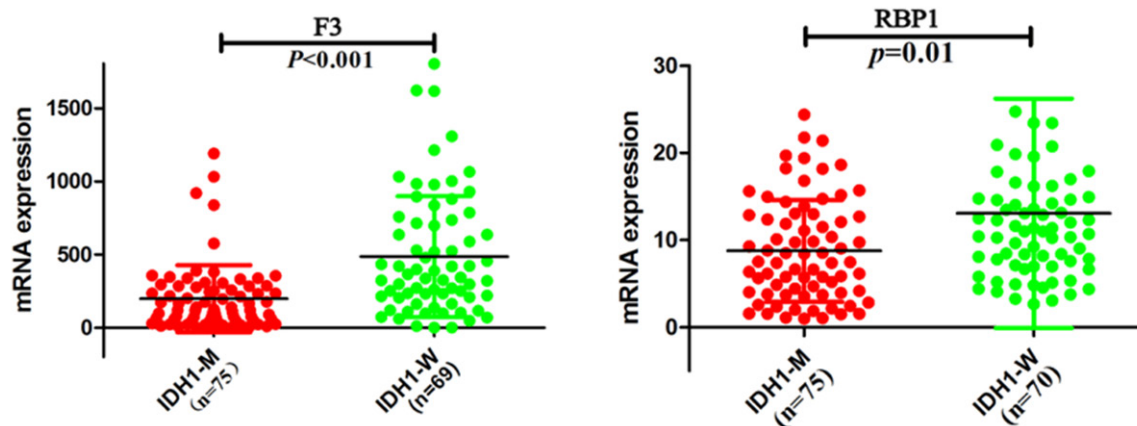 F3
P<0.001
mRNA expression
1500
1000
500
0
IDH1-M
(n=75)
IDH1-W
(n=69)
RBP1
p=0.01
mRNA expression
30
20
10
0
IDH1-M
(n=75)
IDH1-W
(n=70)